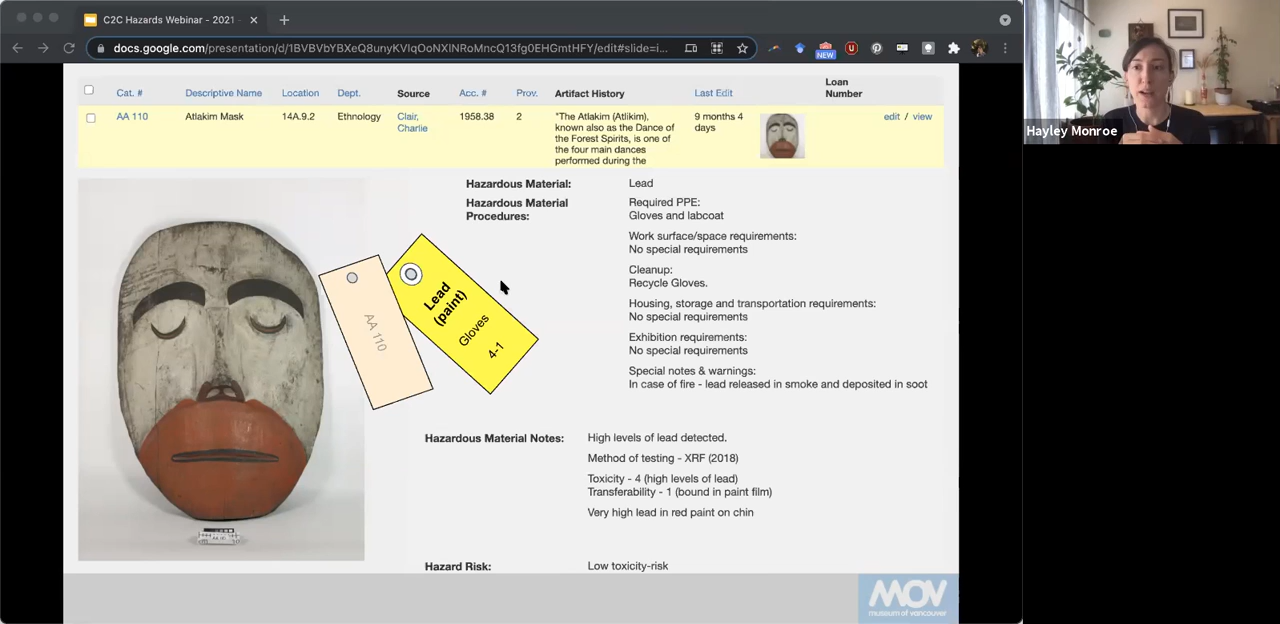 C2C Hazards Webinar - 2021 -
docs.google.com/presentation/d/1BVBVbYBXeQ8unyKVlqOoNXlNRoMncQ13fg0EHGmtHFY/edit#slide=i...
NEW
Hayley Monroe
Cat. # Descriptive Name Location Dept. Source Acc. # Prov. Artifact History Last Edit Loan Number
AA 110 Atlakim Mask 14A.9.2 Ethnology Clair, Charlie 1958.38 2 "The Atlakim (Atlikim), 9 months 4 days edit / view
known also as the Dance of
the Forest Spirits, is one of
the four main dances
performed during the
Hazardous Material: Lead
Hazardous Material Procedures: Required PPE:
Gloves and labcoat
Work surface/space requirements:
No special requirements
Cleanup:
Recycle Gloves.
Housing, storage and transportation requirements:
No special requirements
Exhibition requirements:
No special requirements
Special notes & warnings:
In case of fire - lead released in smoke and deposited in soot
AA 110
Lead
(paint)
Gloves
4-1
Hazardous Material Notes: High levels of lead detected.
Method of testing - XRF (2018)
Toxicity - 4 (high levels of lead)
Transferability - 1 (bound in paint film)
Very high lead in red paint on chin
Hazard Risk: Low toxicity-risk
MOV
museum of vancouver